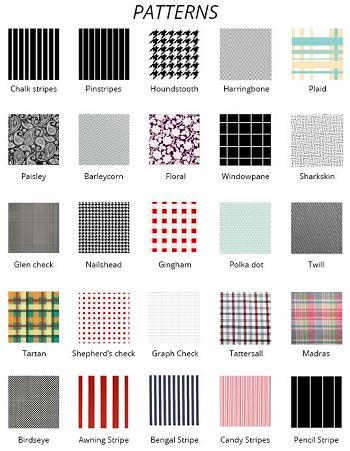 PATTERNS
Chalk stripes
Pinstripes
Houndstooth
Harringbone
Plaid
Paisley
Barleycorn
Floral
Windowpane
Sharkskin
Glen check
Nailshead
Gingham
Polka dot
Twill
Tartan
Shepherd's check
Graph Check
Tattersall
Madras
Birdseye
Awning Stripe
Bengal Stripe
Candy Stripes
Pencil Stripe